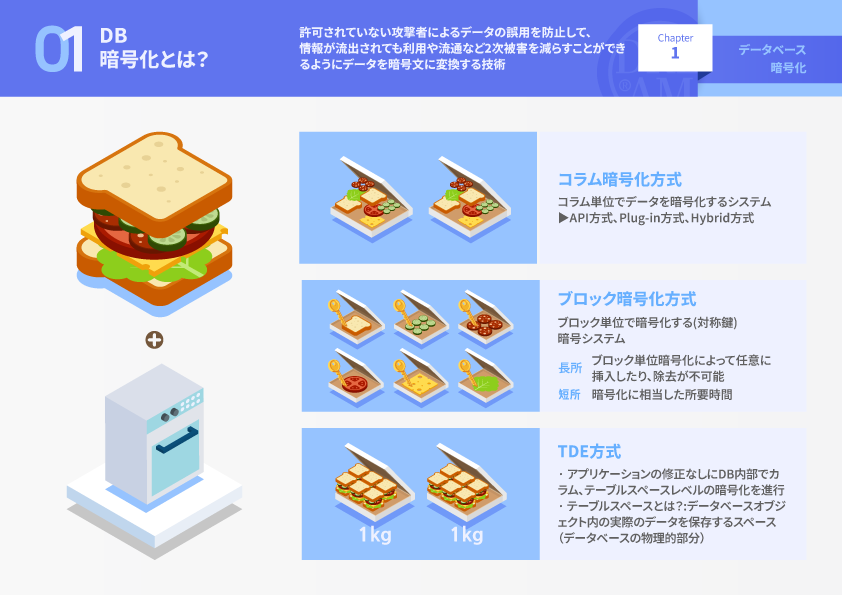 01
DB
暗号化とは?
許可されていない攻撃者によるデータの誤用を防止して、
情報が流出されても利用や流通など2次被害を減らすことができ
るようにデータを暗号文に変換する技術
Chapter
1
データベース
暗号化
コラム暗号化方式
コラム単位でデータを暗号化するシステム
▶API方式、Plug-in方式、Hybrid方式
ブロック暗号化方式
ブロック単位で暗号化する(対称鍵)
暗号システム
長所 ブロック単位暗号化によって任意に
挿入したり、除去が不可能
短所 暗号化に相当した所要時間
TDE方式
・アプリケーションの修正なしにDB内部でカ
ラム、テーブルスペースレベルの暗号化を進行
・テーブルスペースとは?:データベースオブジ
ェクト内の実際のデータを保存するスペース
(データベースの物理的部分)
1kg 1kg